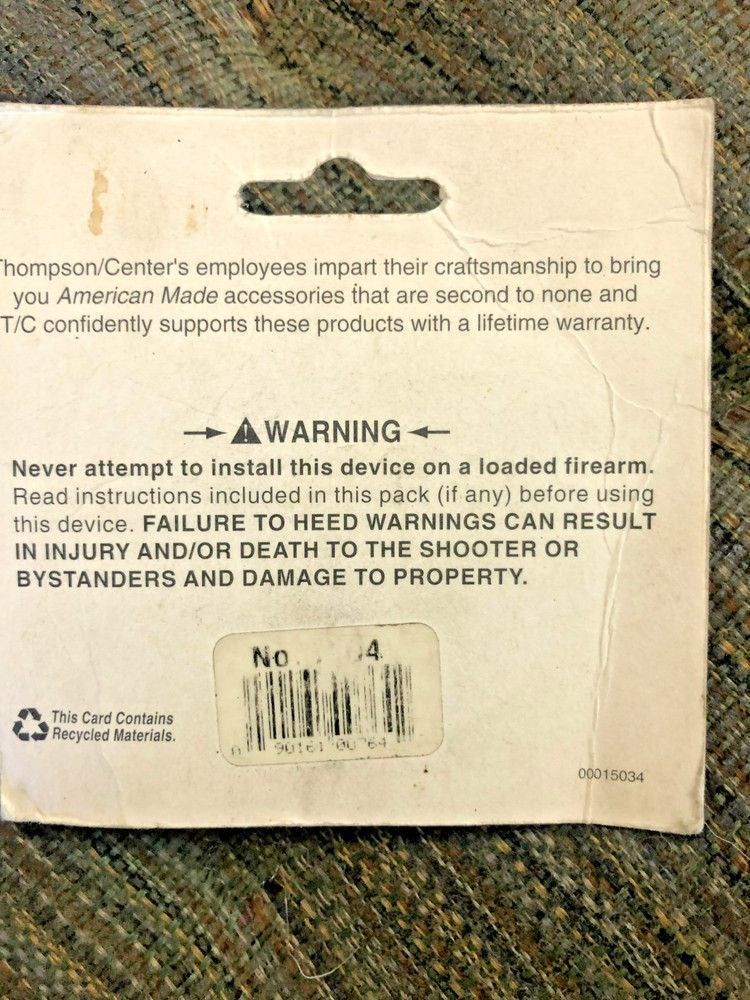 Thompson/Center's employees impart their craftsmanship to bring
you American Made accessories that are second to none and
T/C confidently supports these products with a lifetime warranty.
WARNING
Never attempt to install this device on a loaded firearm.
Read instructions included in this pack (if any) before using
this device. FAILURE TO HEED WARNINGS CAN RESULT
IN INJURY AND/OR DEATH TO THE SHOOTER OR
BYSTANDERS AND DAMAGE TO PROPERTY.
No.
This Card Contains
Recycled Materials.
00015034